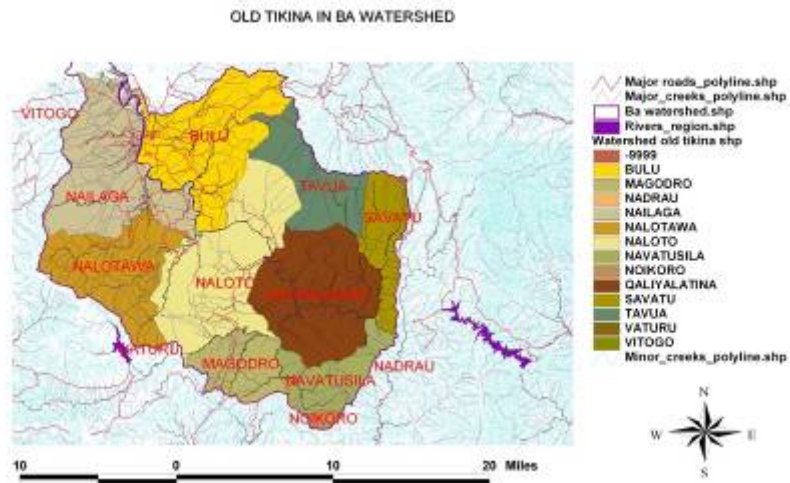 OLD TIKINA IN BA WATERSHED
VITOGO
BULU
NAILAGA
TAVUA
SAVATU
NALOTAWA
NALOTO
VATURU
MAGODRO
NADRAU
NAVATUSILA
NOIKORO
Major roads_polyline.shp
Major_creeks_polyline.shp
Ba watershed.shp
Rivers_region.shp
Watershed old tikina shp
-9999
BULU
MAGODRO
NADRAU
NAILAGA
NALOTAWA
NALOTO
NAVATUSILA
NOIKORO
QALIYALATINA
SAVATU
TAVUA
VATURU
VITOGO
Minor_creeks_polyline.shp
N
W E
S
10 0 10 20 Miles